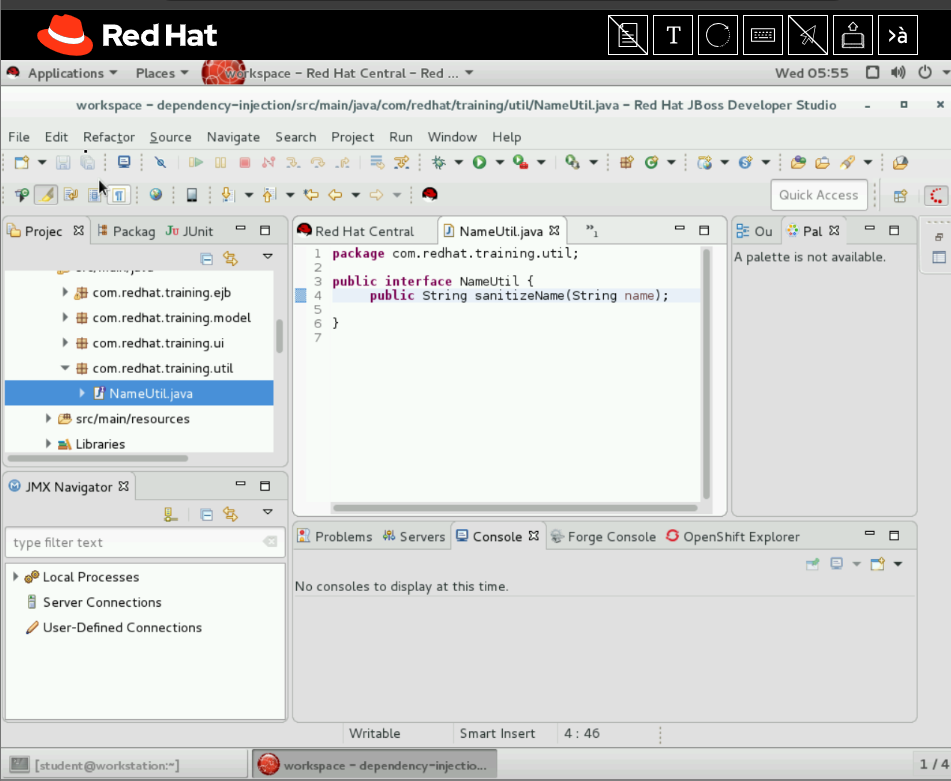 Red Hat
T
>à
Applications Places workspace – Red Hat Central – Red ... Wed 05:55
workspace – dependency-injection/src/main/java/com/redhat/training/util/NameUtil.java – Red Hat JBoss Developer Studio
File Edit Refactor Source Navigate Search Project Run Window Help
Quick Access
Projec Packag Ju JUnit
src/main/java
com.redhat.training.ejb
com.redhat.training.model
com.redhat.training.ui
com.redhat.training.util
NameUtil.java
src/main/resources
Libraries
Red Hat Central NameUtil.java »1
1 package com.redhat.training.util;
2
3 public interface NameUtil {
4 public String sanitizeName(String name);
5
6 }
7
Ou Pal
A palette is not available.
JMX Navigator
type filter text
Local Processes
Server Connections
User-Defined Connections
Problems Servers Console Forge Console OpenShift Explorer
No consoles to display at this time.
Writable Smart Insert 4 : 46
[student@workstation:~] workspace – dependency-injectio... 1 / 4